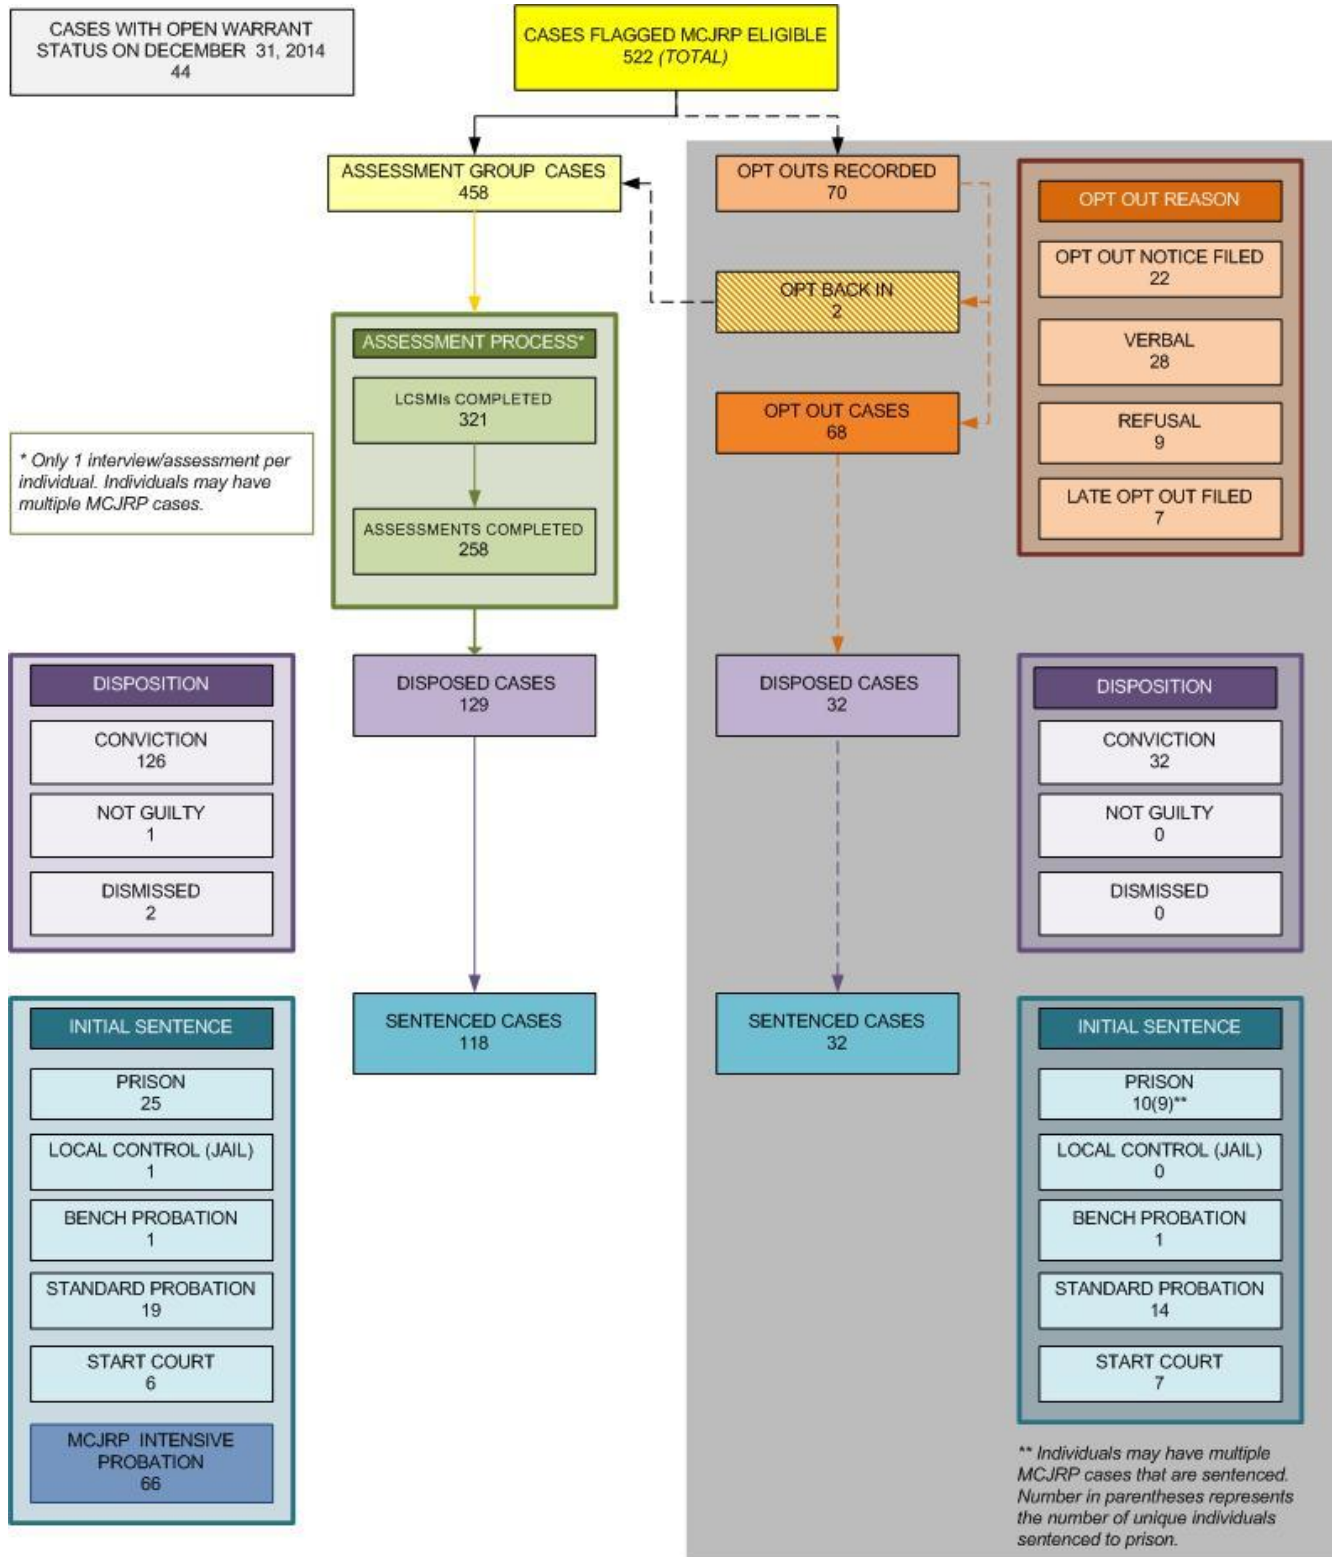 CASES WITH OPEN WARRANT
STATUS ON DECEMBER 31, 2014
44
CASES FLAGGED MCJRP ELIGIBLE
522 (TOTAL)
ASSESSMENT GROUP CASES
458
OPT OUTS RECORDED
70
OPT BACK IN
2
OPT OUT CASES
68
OPT OUT REASON
OPT OUT NOTICE FILED
22
VERBAL
28
REFUSAL
9
LATE OPT OUT FILED
7
ASSESSMENT PROCESS*
LCSMIs COMPLETED
321
ASSESSMENTS COMPLETED
258
* Only 1 interview/assessment per
individual. Individuals may have
multiple MCJRP cases.
DISPOSITION
CONVICTION
126
NOT GUILTY
1
DISMISSED
2
DISPOSED CASES
129
DISPOSED CASES
32
DISPOSITION
CONVICTION
32
NOT GUILTY
0
DISMISSED
0
INITIAL SENTENCE
PRISON
25
LOCAL CONTROL (JAIL)
1
BENCH PROBATION
1
STANDARD PROBATION
19
START COURT
6
MCJRP INTENSIVE
PROBATION
66
SENTENCED CASES
118
SENTENCED CASES
32
INITIAL SENTENCE
PRISON
10(9)**
LOCAL CONTROL (JAIL)
0
BENCH PROBATION
1
STANDARD PROBATION
14
START COURT
7
** Individuals may have multiple
MCJRP cases that are sentenced.
Number in parentheses represents
the number of unique individuals
sentenced to prison.